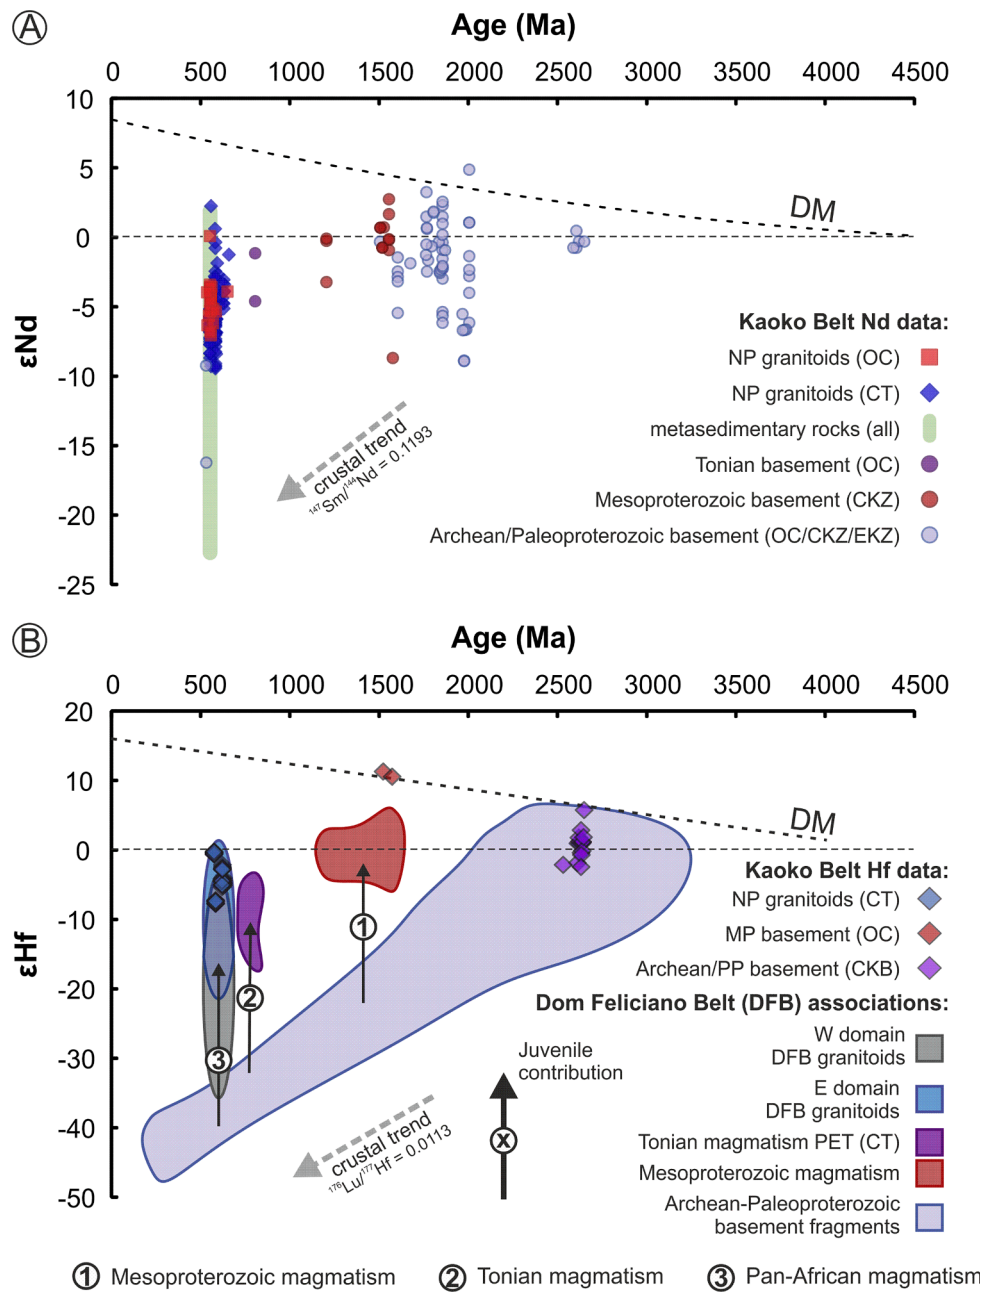 A
Age (Ma)
0 500 1000 1500 2000 2500 3000 3500 4000 4500
10
5
0
-5
-10
-15
-20
-25
εNd
DM
crustal trend
¹⁴⁷Sm/¹⁴⁴Nd = 0.1193
Kaoko Belt Nd data:
NP granitoids (OC)
NP granitoids (CT)
metasedimentary rocks (all)
Tonian basement (OC)
Mesoproterozoic basement (CKZ)
Archean/Paleoproterozoic basement (OC/CKZ/EKZ)
B
Age (Ma)
0 500 1000 1500 2000 2500 3000 3500 4000 4500
20
10
0
-10
-20
-30
-40
-50
εHf
DM
1
2
3
Juvenile
contribution
x
crustal trend
¹⁷⁶Lu/¹⁷⁷Hf = 0.0113
Kaoko Belt Hf data:
NP granitoids (CT)
MP basement (OC)
Archean/PP basement (CKB)
Dom Feliciano Belt (DFB) associations:
W domain
DFB granitoids
E domain
DFB granitoids
Tonian magmatism PET (CT)
Mesoproterozoic magmatism
Archean-Paleoproterozoic
basement fragments
1 Mesoproterozoic magmatism 2 Tonian magmatism 3 Pan-African magmatism